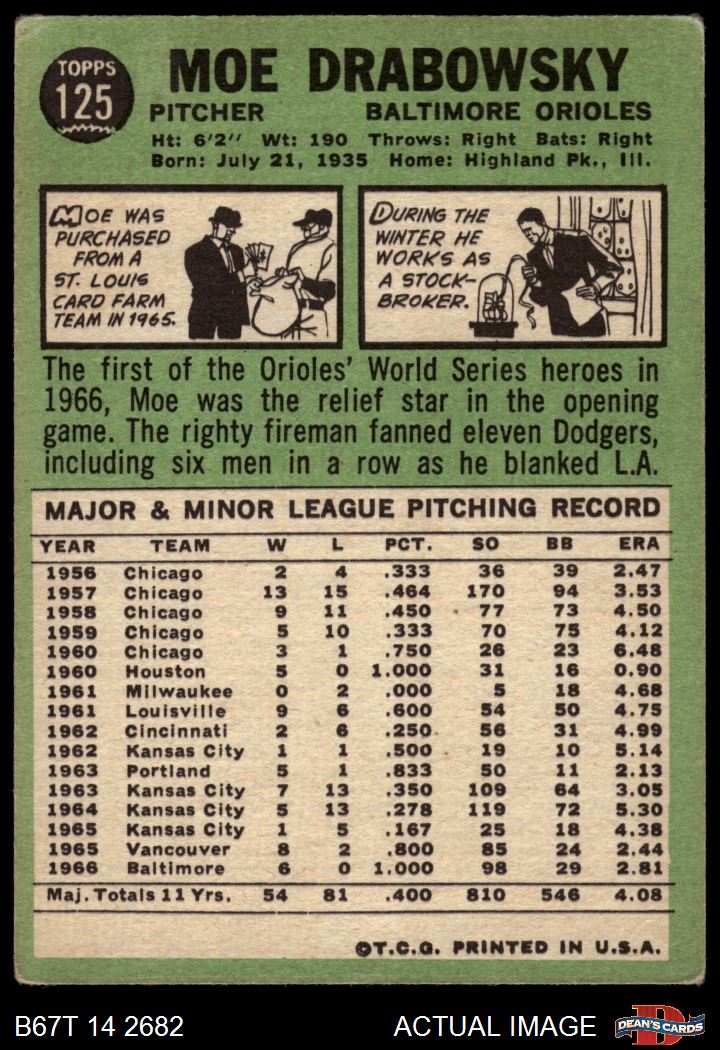 TOPPS
125
MOE DRABOWSKY
PITCHER BALTIMORE ORIOLES
Ht: 6'2" Wt: 190 Throws: Right Bats: Right
Born: July 21, 1935 Home: Highland Pk., Ill.
MOE WAS
PURCHASED
FROM A
ST. LOUIS
CARD FARM
TEAM IN 1965.
DURING THE
WINTER HE
WORKS AS
A STOCK-
BROKER.
The first of the Orioles' World Series heroes in
1966, Moe was the relief star in the opening
game. The righty fireman fanned eleven Dodgers,
including six men in a row as he blanked L.A.
MAJOR & MINOR LEAGUE PITCHING RECORD
YEAR TEAM W L PCT. SO BB ERA
1956 Chicago 2 4 .333 36 39 2.47
1957 Chicago 13 15 .464 170 94 3.53
1958 Chicago 9 11 .450 77 73 4.50
1959 Chicago 5 10 .333 70 75 4.12
1960 Chicago 3 1 .750 26 23 6.48
1960 Houston 5 0 1.000 31 16 0.90
1961 Milwaukee 0 2 .000 5 18 4.68
1961 Louisville 9 6 .600 54 50 4.75
1962 Cincinnati 2 6 .250 56 31 4.99
1962 Kansas City 1 1 .500 19 10 5.14
1963 Portland 5 1 .833 50 11 2.13
1963 Kansas City 7 13 .350 109 64 3.05
1964 Kansas City 5 13 .278 119 72 5.30
1965 Kansas City 1 5 .167 25 18 4.38
1965 Vancouver 8 2 .800 85 24 2.44
1966 Baltimore 6 0 1.000 98 29 2.81
Maj. Totals 11 Yrs. 54 81 .400 810 546 4.08
©T.C.G. PRINTED IN U.S.A.
B67T 14 2682 ACTUAL IMAGE
DEAN'S CARDS